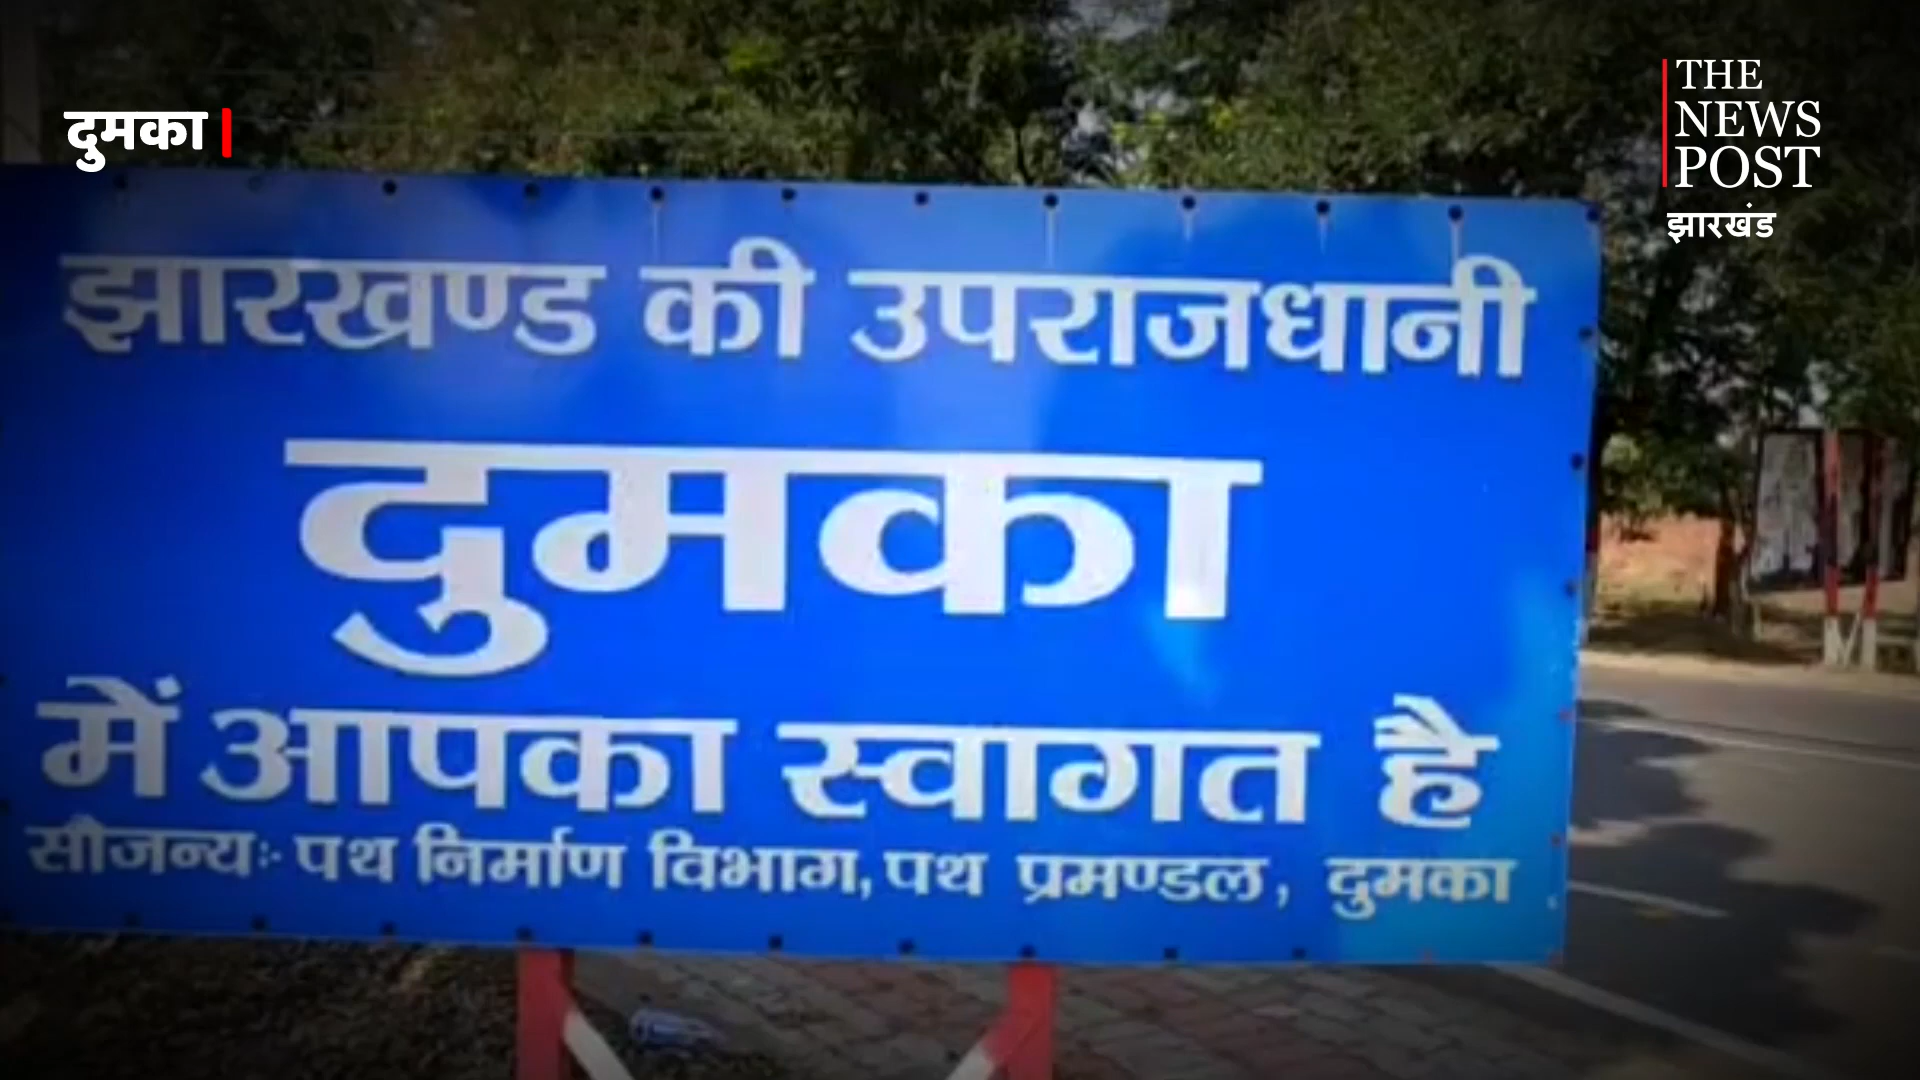 दुमका
THE
NEWS
POST
झारखंड
झारखण्ड की उपराजधानी
दुमका
में आपका स्वागत है
सौजन्यः- पथ निर्माण विभाग, पथ प्रमण्डल, दुमका